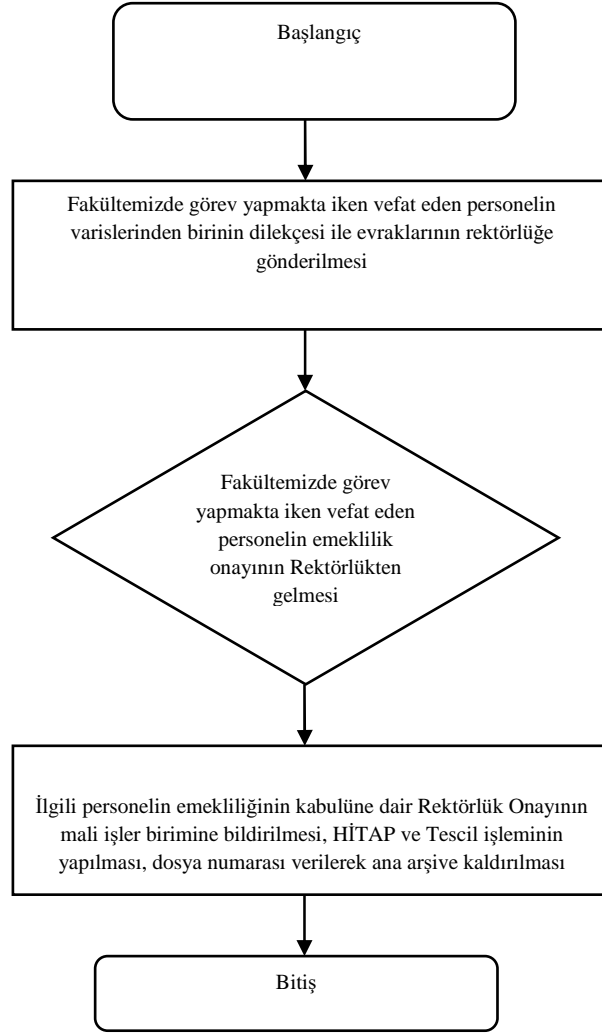 Başlangıç
Fakültemizde görev yapmakta iken vefat eden personelin
varislerinden birinin dilekçesi ile evraklarının rektörlüğe
gönderilmesi
Fakültemizde görev
yapmakta iken vefat eden
personelin emeklilik
onayının Rektörlükten
gelmesi
İlgili personelin emekliliğinin kabulüne dair Rektörlük Onayının
mali işler birimine bildirilmesi, HİTAP ve Tescil işleminin
yapılması, dosya numarası verilerek ana arşive kaldırılması
Bitiş